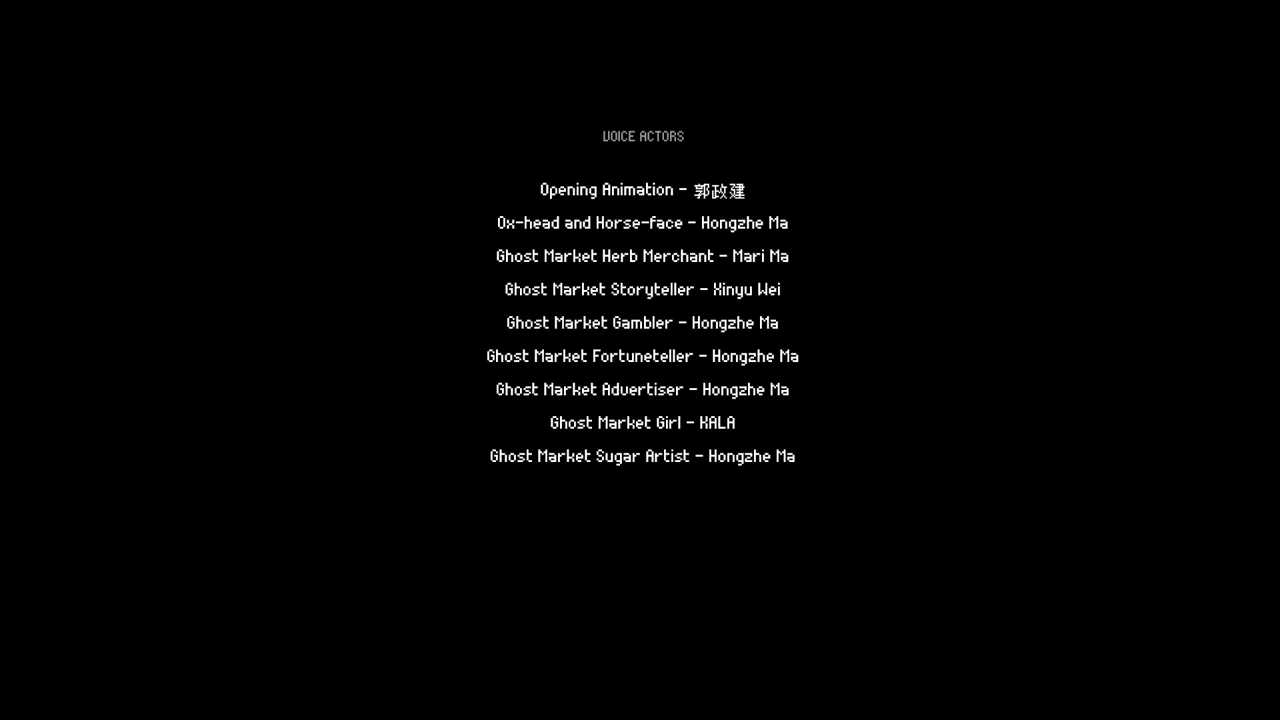 VOICE ACTORS
Opening Animation - 郭政建
Ox-head and Horse-face - Hongzhe Ma
Ghost Market Herb Merchant - Mari Ma
Ghost Market Storyteller - Xinyu Wei
Ghost Market Gambler - Hongzhe Ma
Ghost Market Fortuneteller - Hongzhe Ma
Ghost Market Advertiser - Hongzhe Ma
Ghost Market Girl - KALA
Ghost Market Sugar Artist - Hongzhe Ma